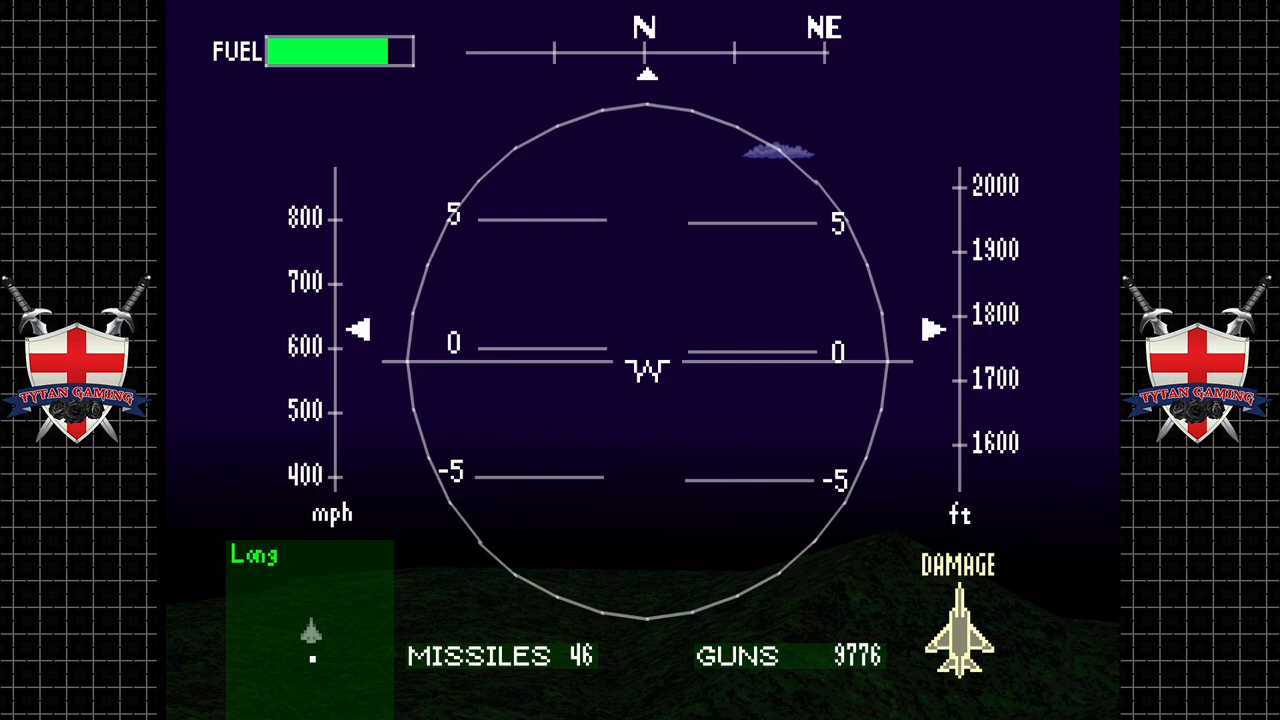 N NE
FUEL
5 5
800
700
600
500
400
mph
2000
1900
1800
1700
1600
ft
0 0
-5 -5
Long
DAMAGE
MISSILES 46 GUNS 9776
TYTAN GAMING
TYTAN GAMING